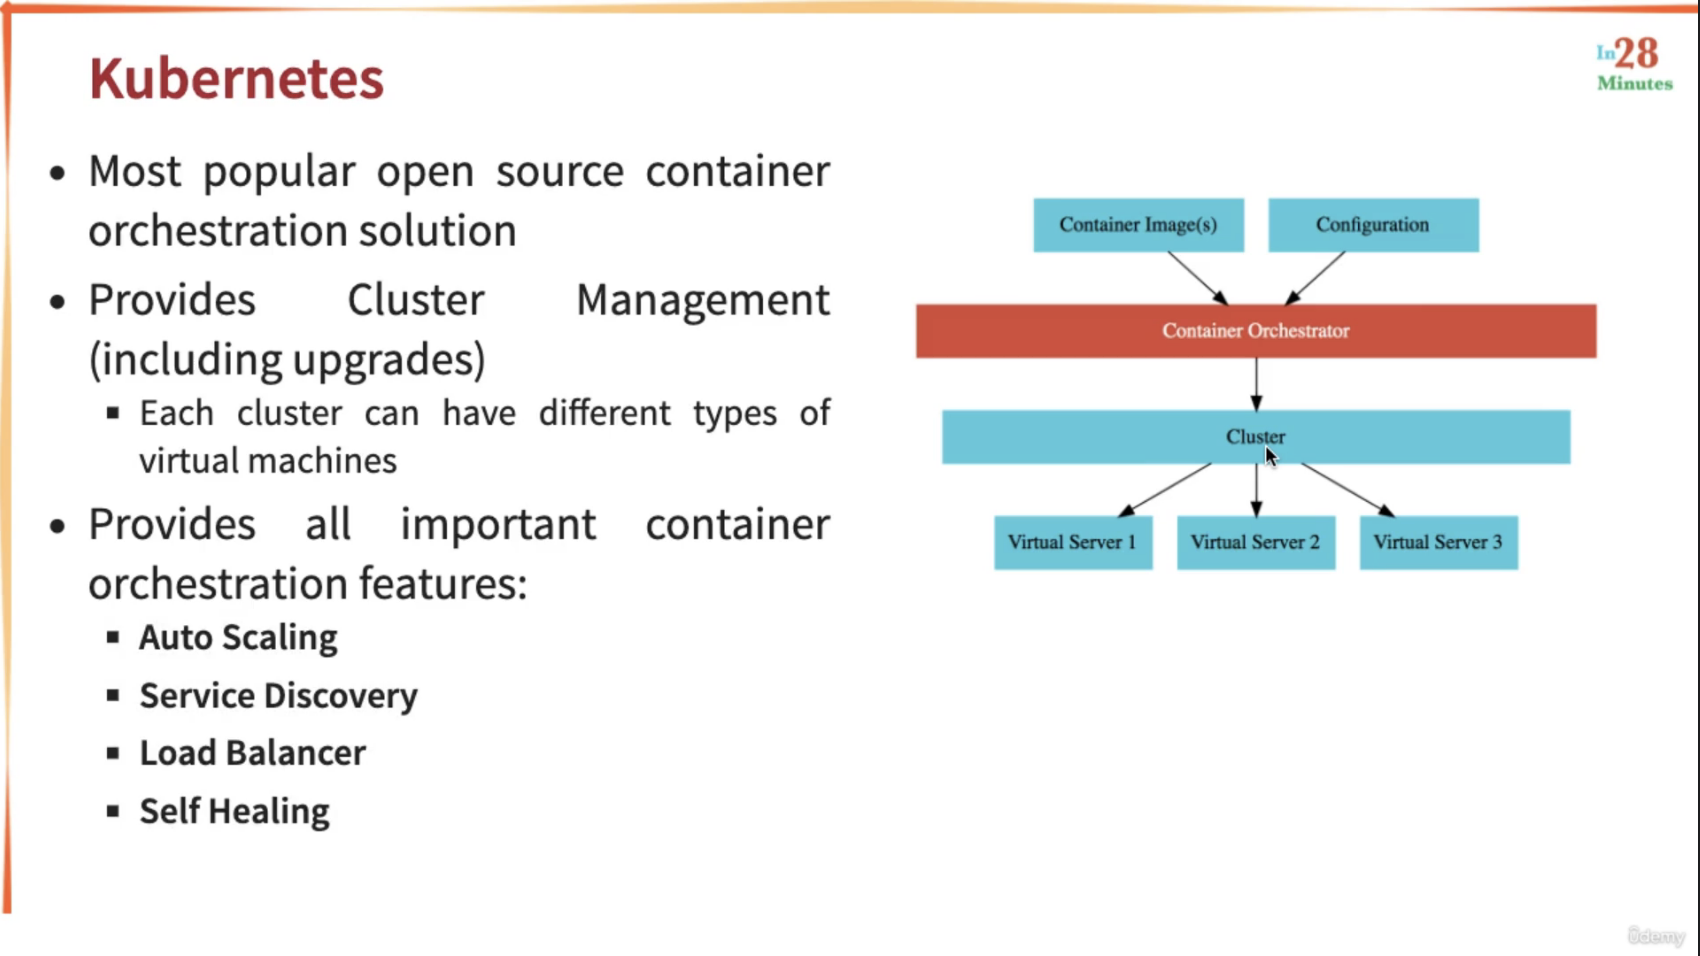 Kubernetes
In28
Minutes
• Most popular open source container
orchestration solution
• Provides Cluster Management
(including upgrades)
▪ Each cluster can have different types of
virtual machines
• Provides all important container
orchestration features:
▪ Auto Scaling
▪ Service Discovery
▪ Load Balancer
▪ Self Healing
Container Image(s)
Configuration
Container Orchestrator
Cluster
Virtual Server 1
Virtual Server 2
Virtual Server 3
ûdemy